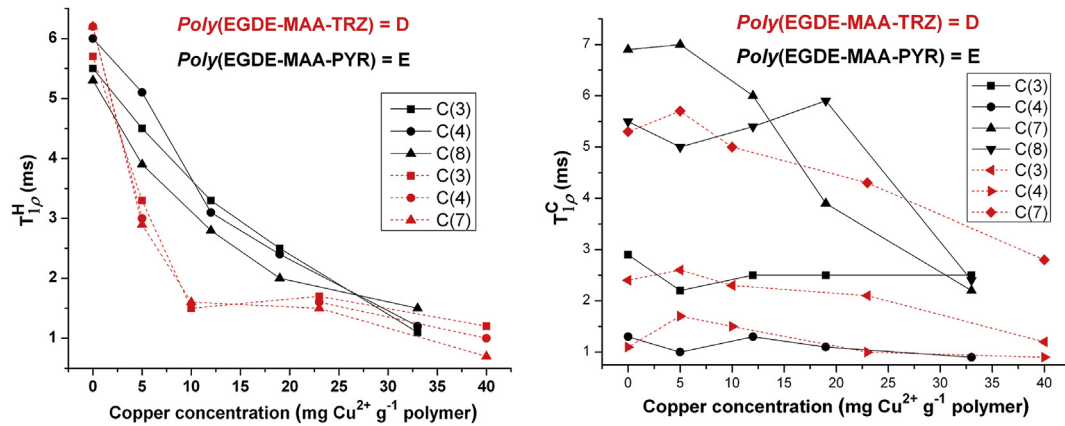 Poly(EGDE-MAA-TRZ) = D
Poly(EGDE-MAA-PYR) = E
C(3)
C(4)
C(8)
C(3)
C(4)
C(7)
6
5
4
3
2
1
0 5 10 15 20 25 30 35 40
T₁ρᴴ (ms)
Copper concentration (mg Cu²⁺ g⁻¹ polymer)
Poly(EGDE-MAA-TRZ) = D
Poly(EGDE-MAA-PYR) = E
C(3)
C(4)
C(7)
C(8)
C(3)
C(4)
C(7)
7
6
5
4
3
2
1
0 5 10 15 20 25 30 35 40
T₁ρᶜ (ms)
Copper concentration (mg Cu²⁺ g⁻¹ polymer)